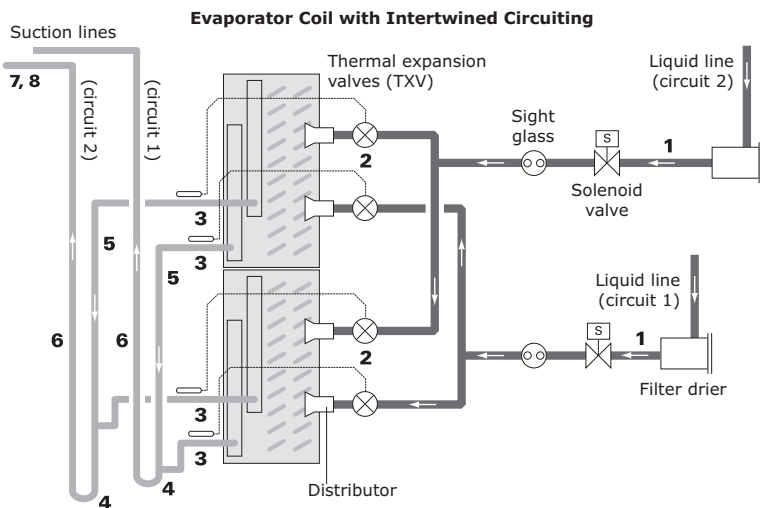 Evaporator Coil with Intertwined Circuiting
Suction lines
7, 8
(circuit 2)
(circuit 1)
Thermal expansion
valves (TXV)
Liquid line
(circuit 2)
Sight
glass
S
1
2
Solenoid
valve
3
5
3
5
Liquid line
(circuit 1)
6
6
S
1
2
Filter drier
3
3
4
4
Distributor